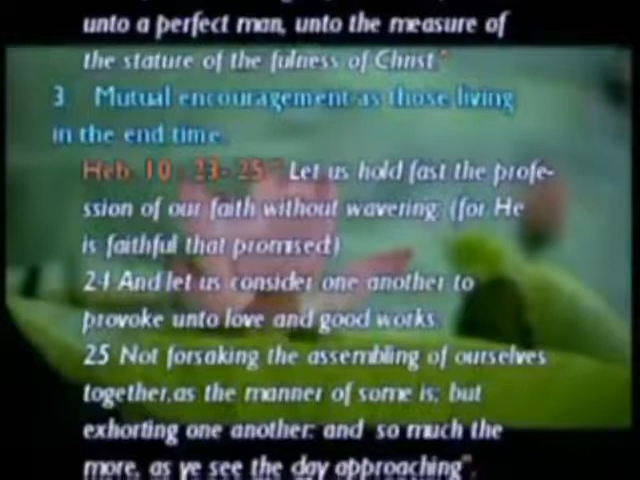 unto a perfect man, unto the measure of
the stature of the fulness of Christ."
3 Mutual encouragement as those living
in the end time.
Heb. 10 : 23- 25 " Let us hold fast the profe-
ssion of our faith without wavering; (for He
is faithful that promised;)
24 And let us consider one another to
provoke unto love and good works:
25 Not forsaking the assembling of ourselves
together,as the manner of some is; but
exhorting one another: and so much the
more, as ye see the day approaching".